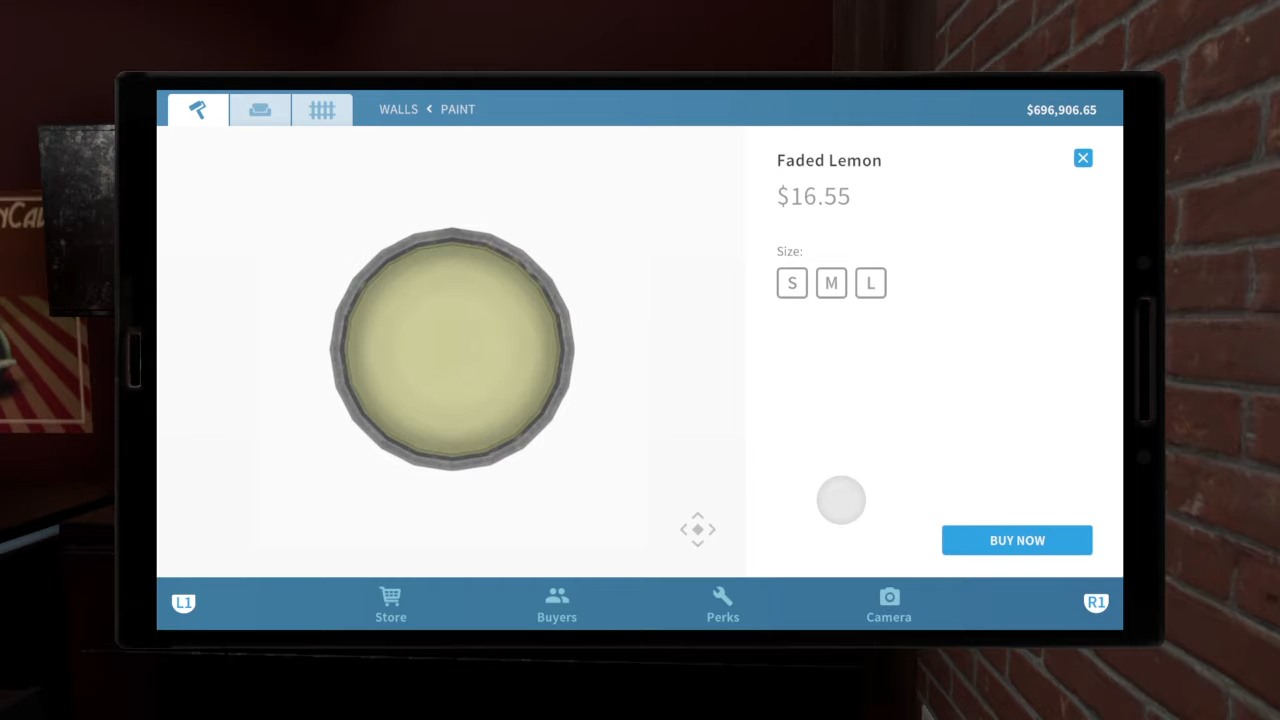 WALLS < PAINT
$696,906.65
Faded Lemon
$16.55
Size:
S M L
BUY NOW
L1
Store
Buyers
Perks
Camera
R1